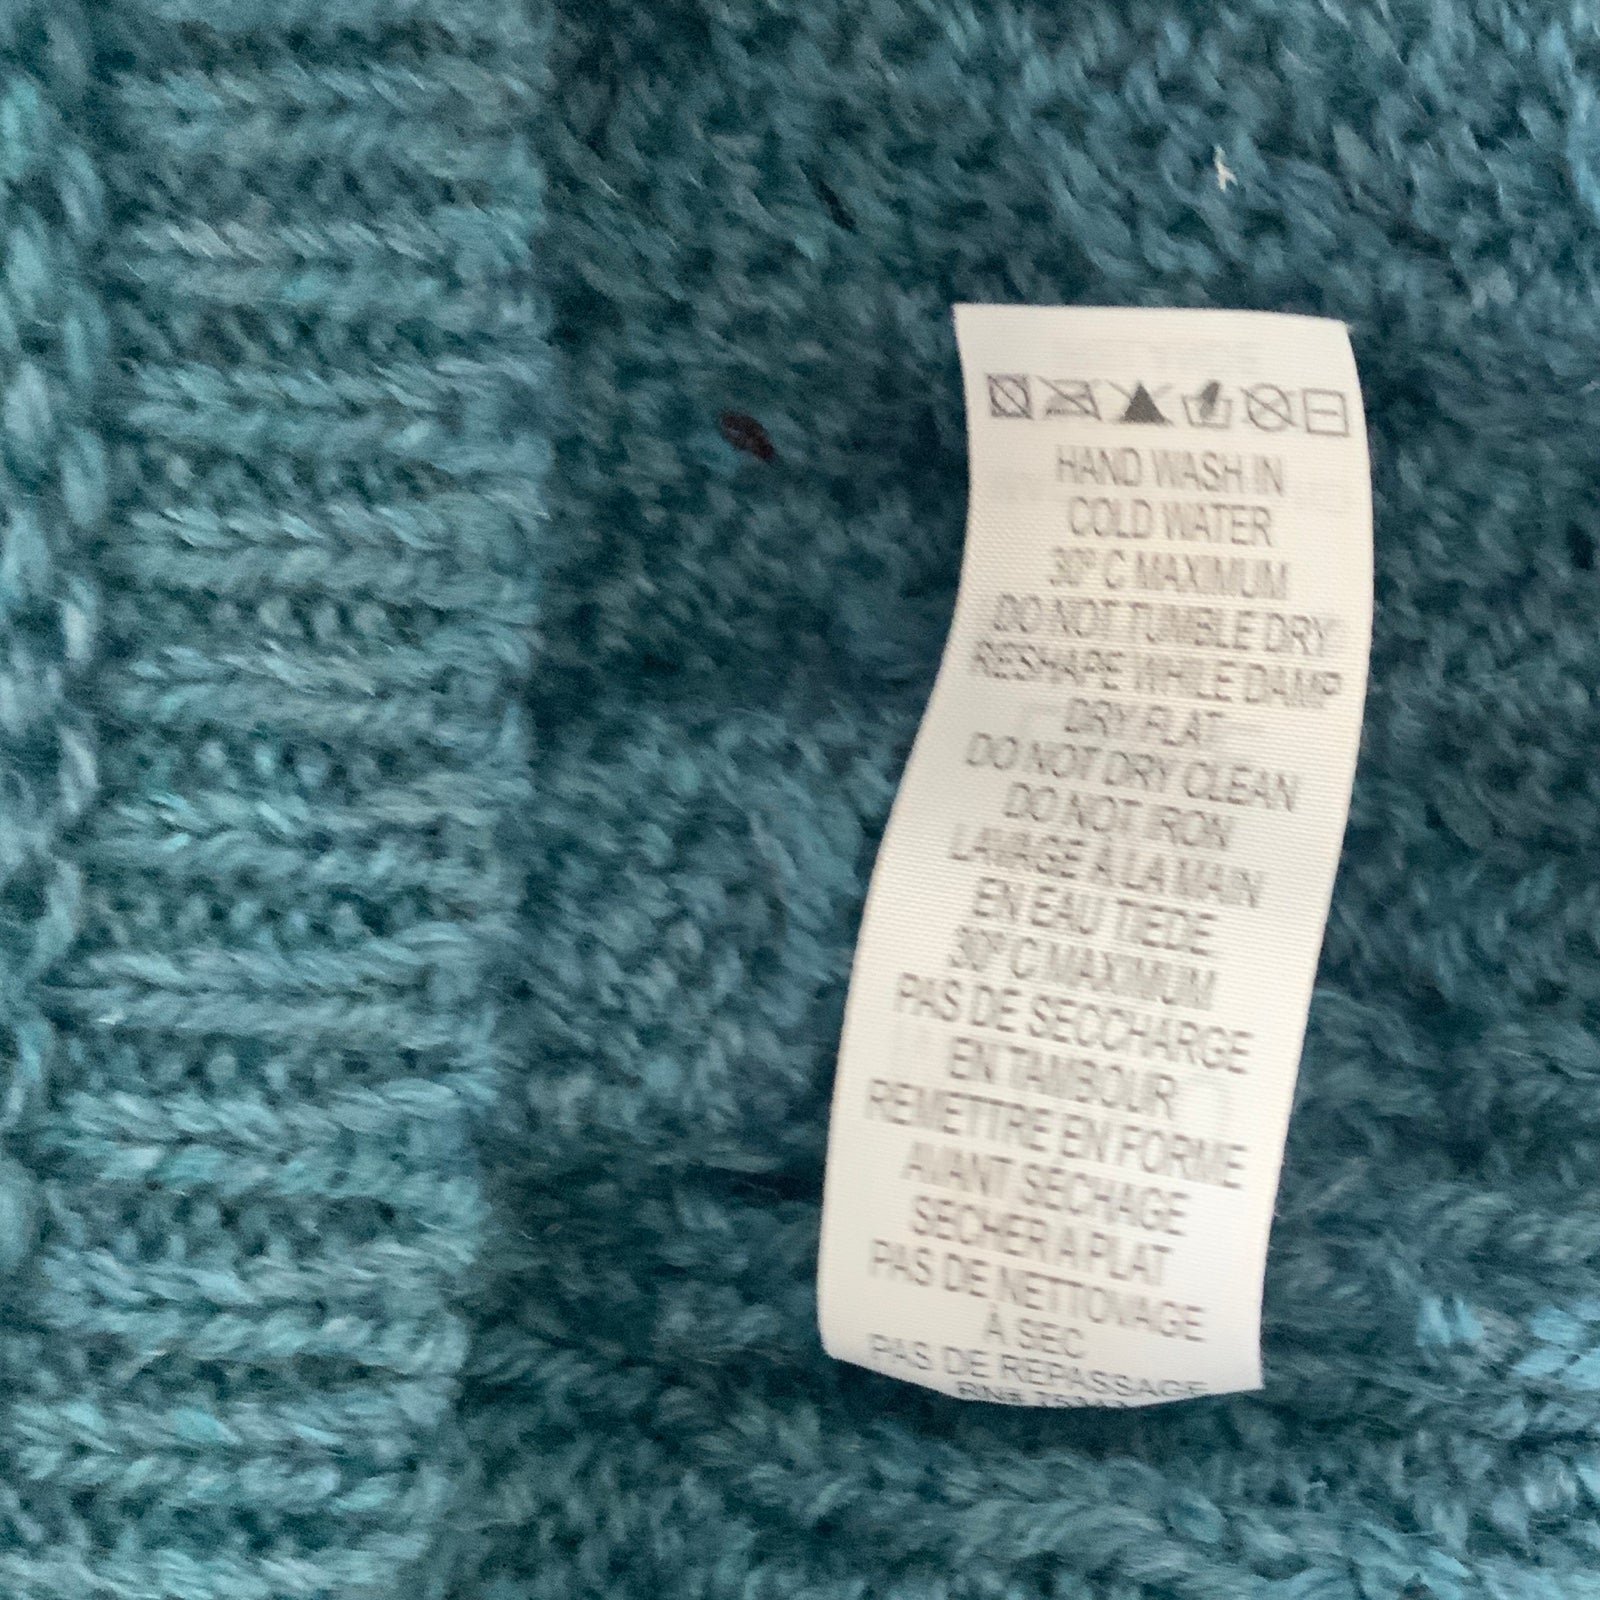 HAND WASH IN
COLD WATER
30° C MAXIMUM
DO NOT TUMBLE DRY
RESHAPE WHILE DAMP
DRY FLAT
DO NOT DRY CLEAN
DO NOT IRON
LAVAGE À LA MAIN
EN EAU TIEDE
30° C MAXIMUM
PAS DE SECCHARGE
EN TAMBOUR
REMETTRE EN FORME
AVANT SECHAGE
SECHER A PLAT
PAS DE NETTOYAGE
À SEC
PAS DE REPASSAGE